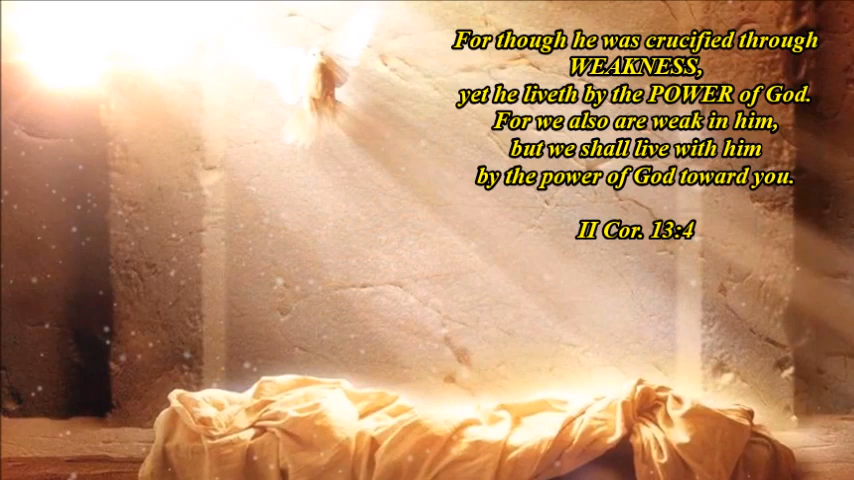 For though he was crucified through
WEAKNESS,
yet he liveth by the POWER of God.
For we also are weak in him,
but we shall live with him
by the power of God toward you.
II Cor. 13:4